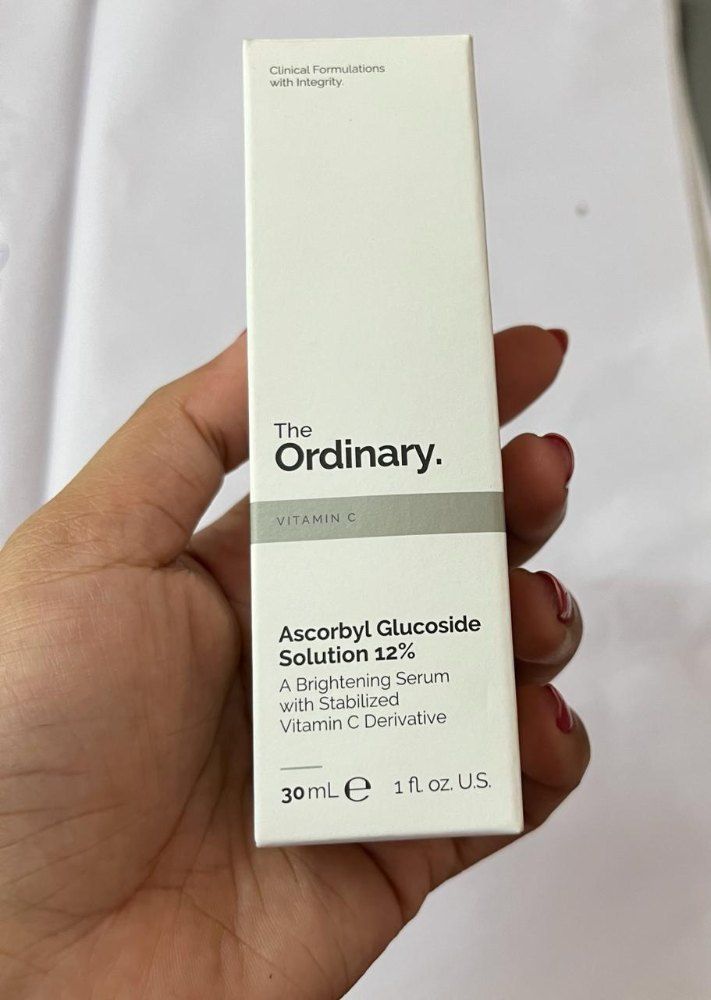 Clinical Formulations
with Integrity.
The
Ordinary.
VITAMIN C
Ascorbyl Glucoside
Solution 12%
A Brightening Serum
with Stabilized
Vitamin C Derivative
30 mL ℮ 1 fl. oz. U.S.